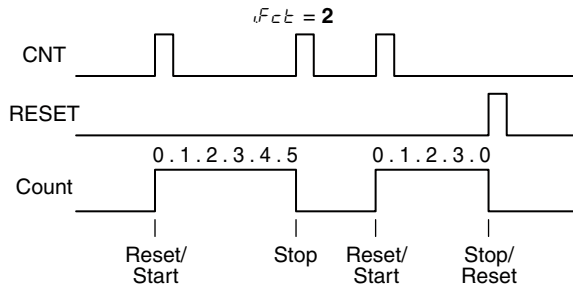 iFct = 2
CNT
RESET
0 . 1 . 2 . 3 . 4 . 5 0 . 1 . 2 . 3 . 0
Count
Reset/ Stop Reset/ Stop/
Start Start Reset